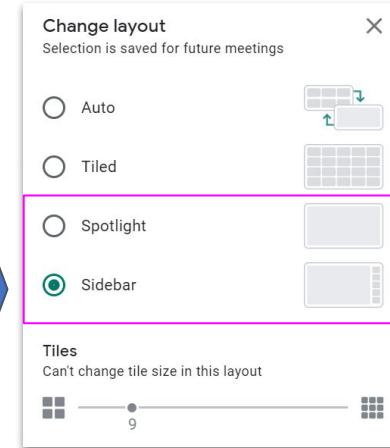 Change layout
Selection is saved for future meetings
Auto
Tiled
Spotlight
Sidebar
Tiles
Can't change tile size in this layout
9